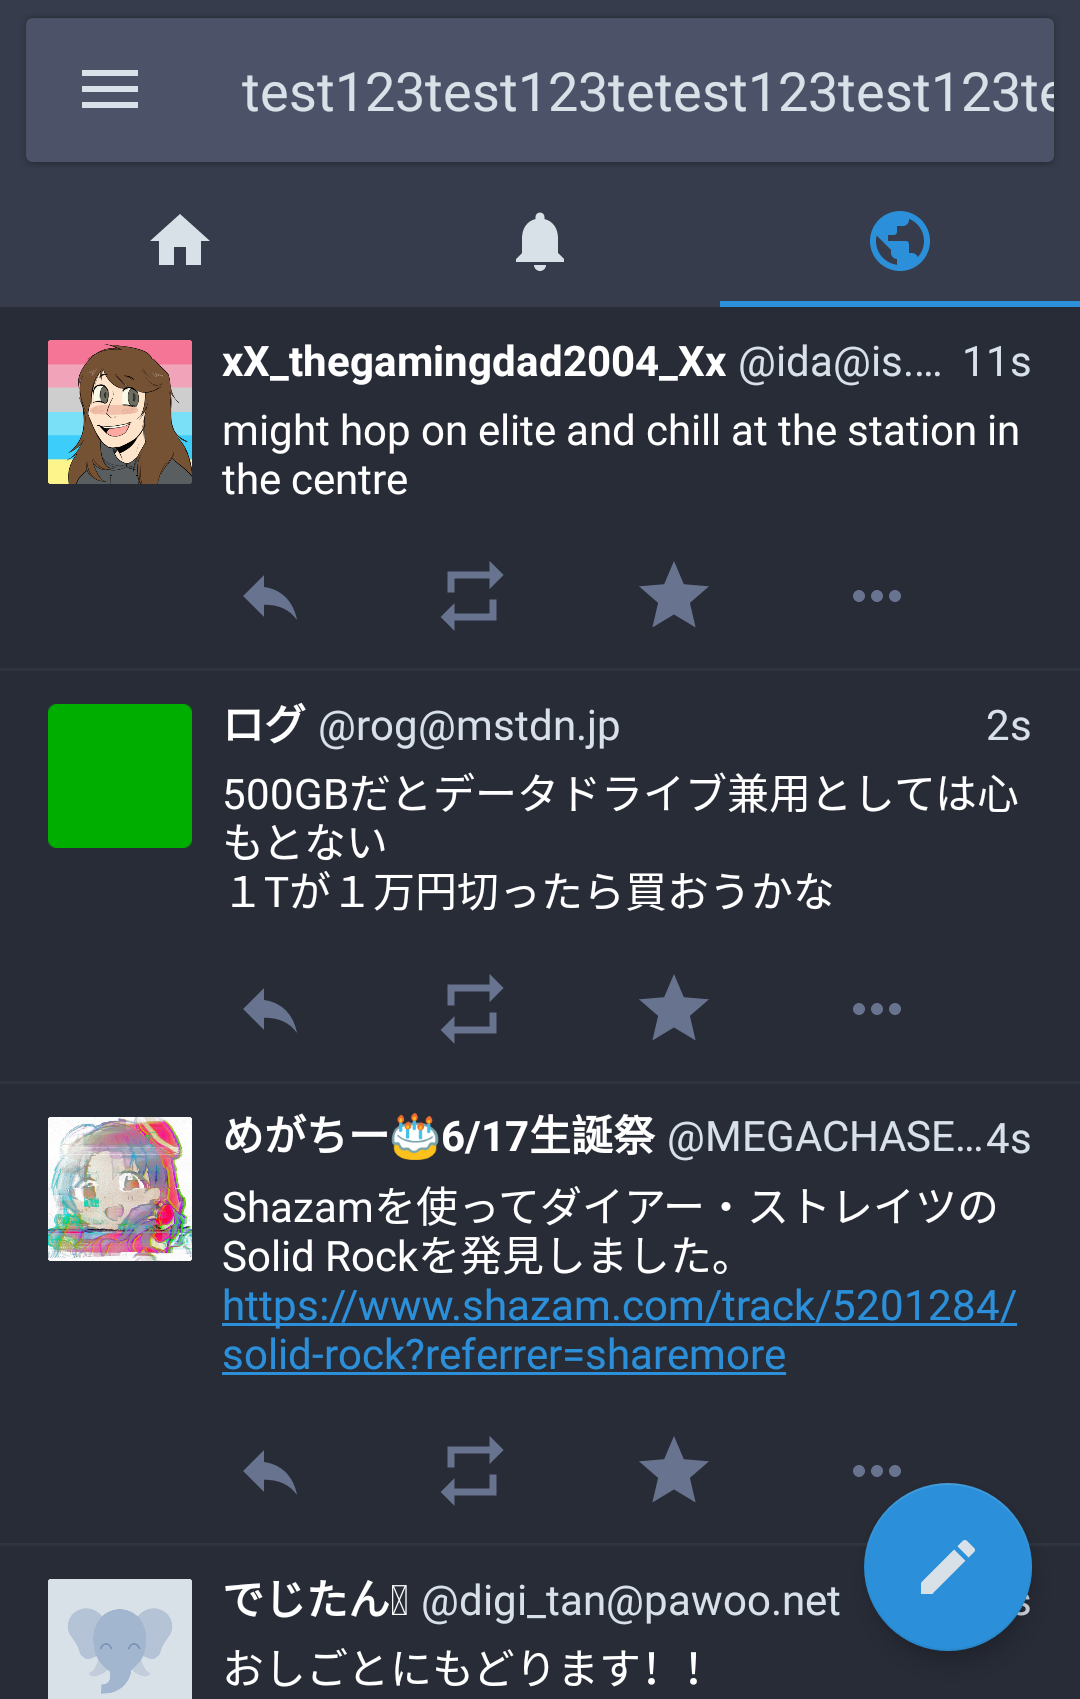 test123test123tetest123test123te
xX_thegamingdad2004_Xx @ida@is.... 11s
might hop on elite and chill at the station in
the centre
ログ @rog@mstdn.jp 2s
500GBだとデータドライブ兼用としては心
もとない
１Tが１万円切ったら買おうかな
めがちー🎂6/17生誕祭 @MEGACHASE... 4s
Shazamを使ってダイアー・ストレイツの
Solid Rockを発見しました。
https://www.shazam.com/track/5201284/
solid-rock?referrer=sharemore
でじたん @digi_tan@pawoo.net s
おしごとにもどります！！